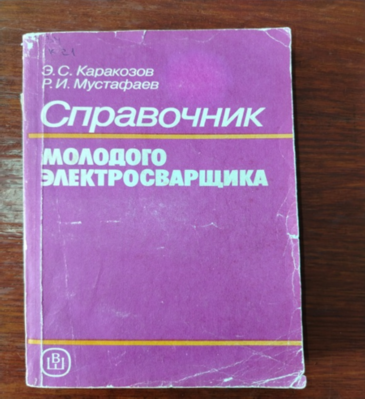 Э. С. Каракозов
Р. И. Мустафаев
Справочник
МОЛОДОГО
ЭЛЕКТРОСВАРЩИКА